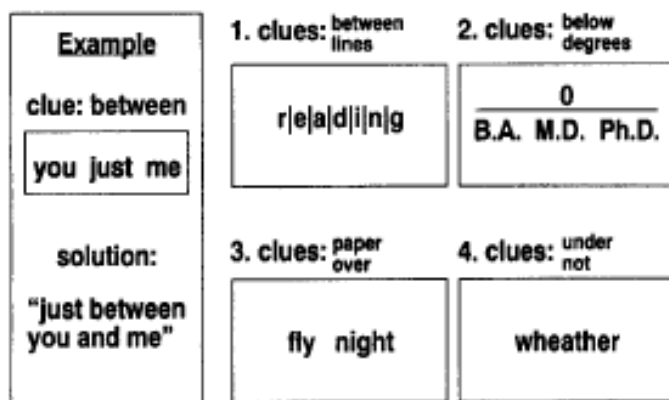 Example
clue: between
you just me
solution:
"just between
you and me"
1. clues: between
lines
r|e|a|d|i|n|g
2. clues: below
degrees
0
B.A. M.D. Ph.D.
3. clues: paper
over
fly night
4. clues: under
not
wheather